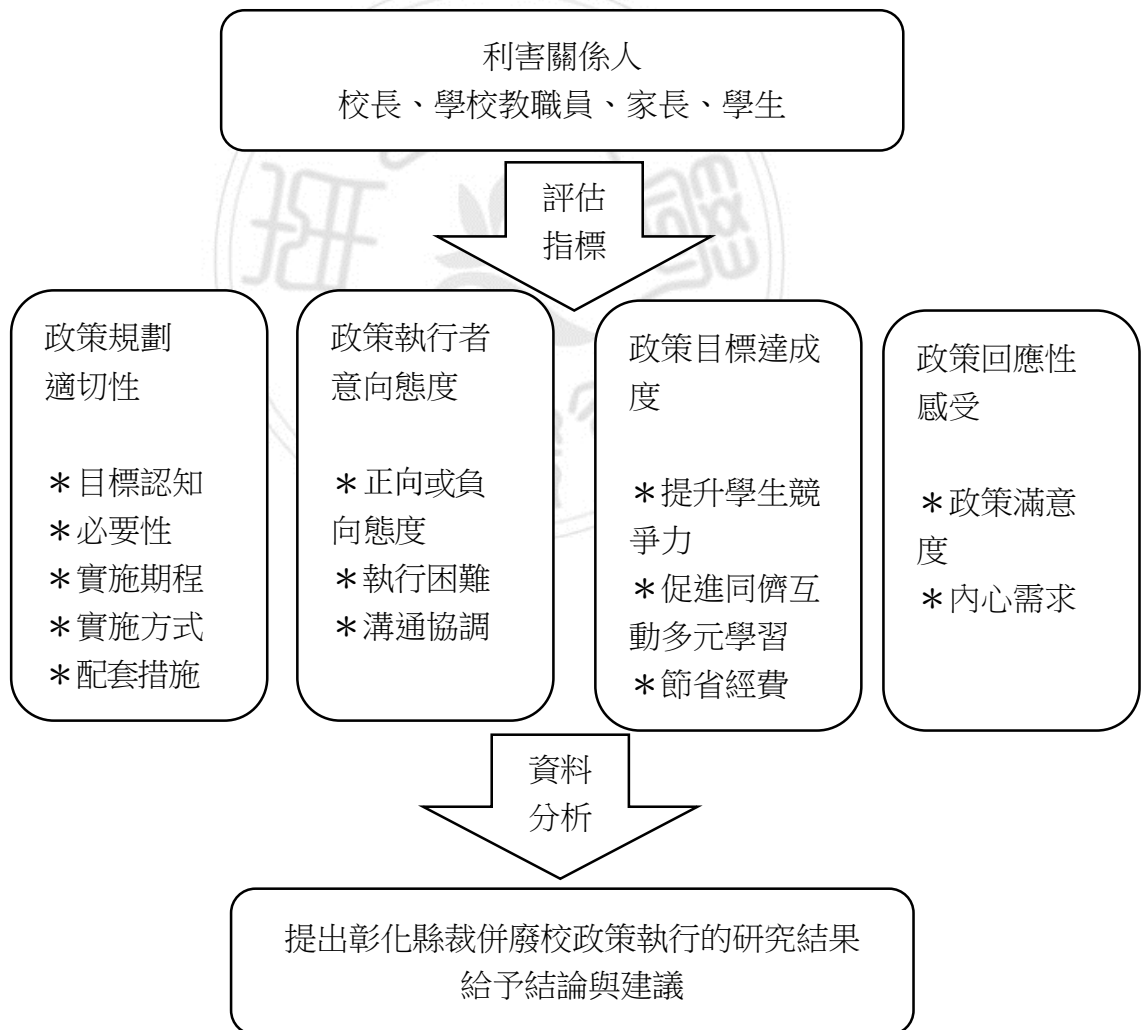 利害關係人
校長、學校教職員、家長、學生
評估
指標
政策規劃
適切性
＊目標認知
＊必要性
＊實施期程
＊實施方式
＊配套措施
政策執行者
意向態度
＊正向或負
向態度
＊執行困難
＊溝通協調
政策目標達成
度
＊提升學生競
爭力
＊促進同儕互
動多元學習
＊節省經費
政策回應性
感受
＊政策滿意
度
＊內心需求
資料
分析
提出彰化縣裁併廢校政策執行的研究結果
給予結論與建議